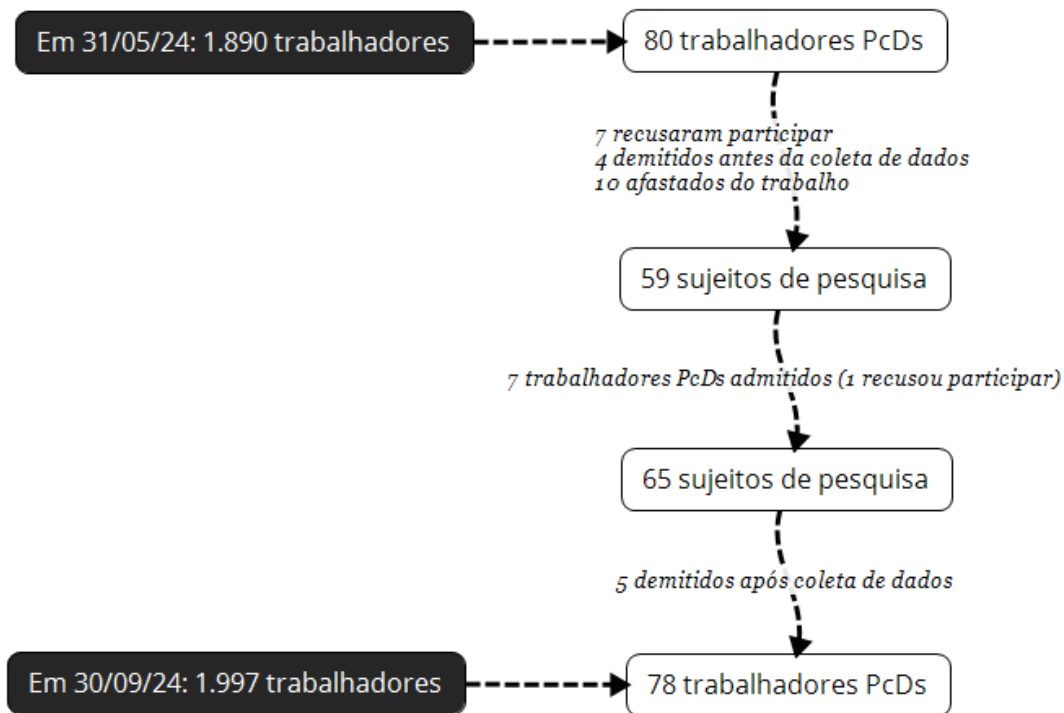 Em 31/05/24: 1.890 trabalhadores
80 trabalhadores PcDs
7 recusaram participar
4 demitidos antes da coleta de dados
10 afastados do trabalho
59 sujeitos de pesquisa
7 trabalhadores PcDs admitidos (1 recusou participar)
65 sujeitos de pesquisa
5 demitidos após coleta de dados
Em 30/09/24: 1.997 trabalhadores
78 trabalhadores PcDs